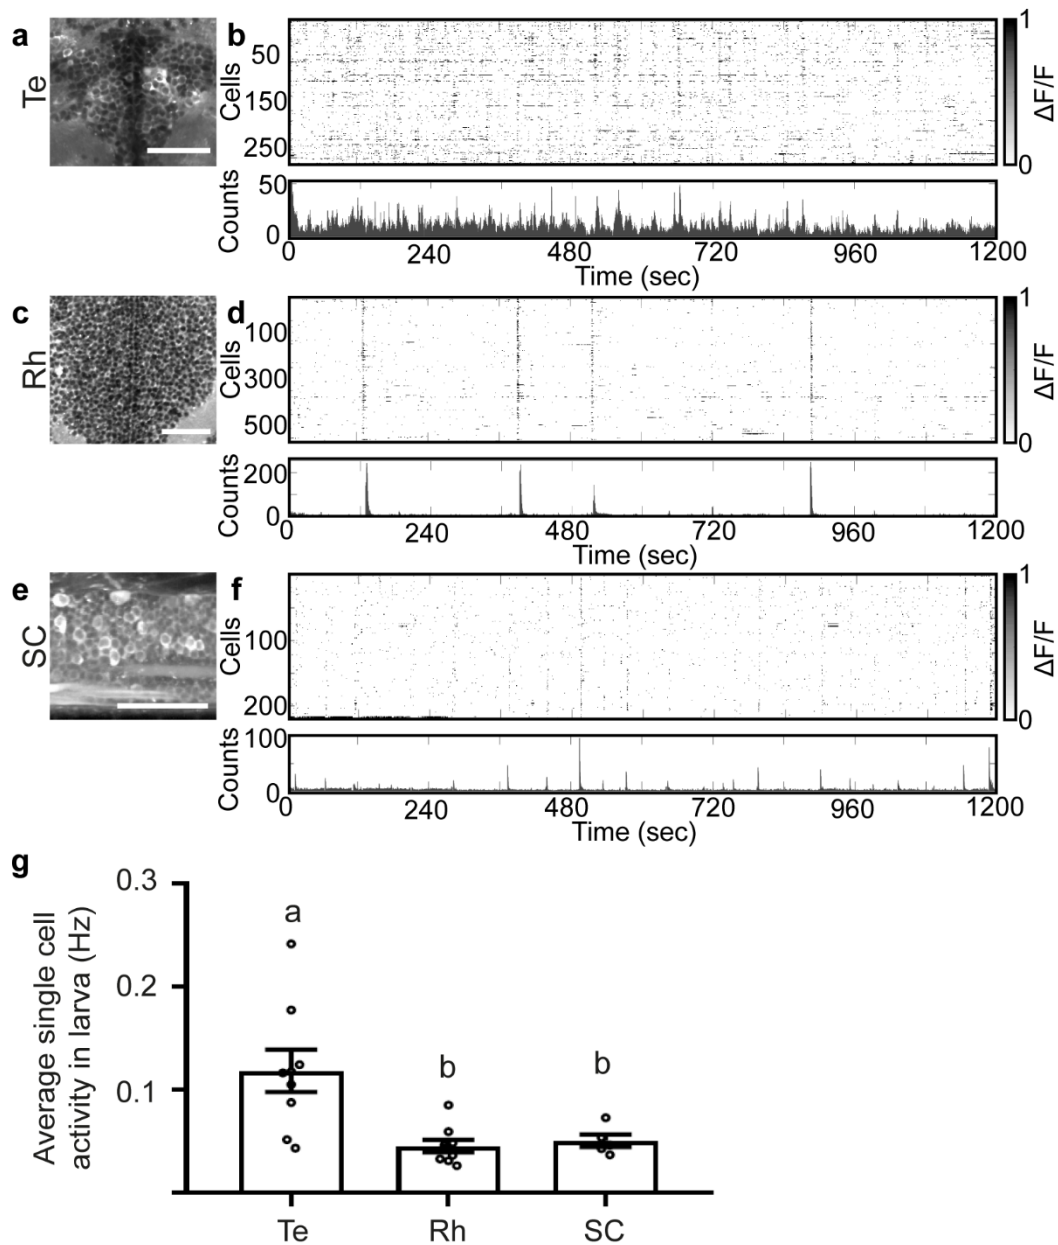 a
Te
b
Cells
50
150
250
1
0
ΔF/F
Counts
50
0
0 240 480 720 960 1200
Time (sec)
c
Rh
d
Cells
100
300
500
1
0
ΔF/F
Counts
200
0
0 240 480 720 960 1200
Time (sec)
e
SC
f
Cells
100
200
1
0
ΔF/F
Counts
100
0
0 240 480 720 960 1200
Time (sec)
g
Average single cell
activity in larva (Hz)
0.3
0.2
0.1
a
b
b
Te Rh SC